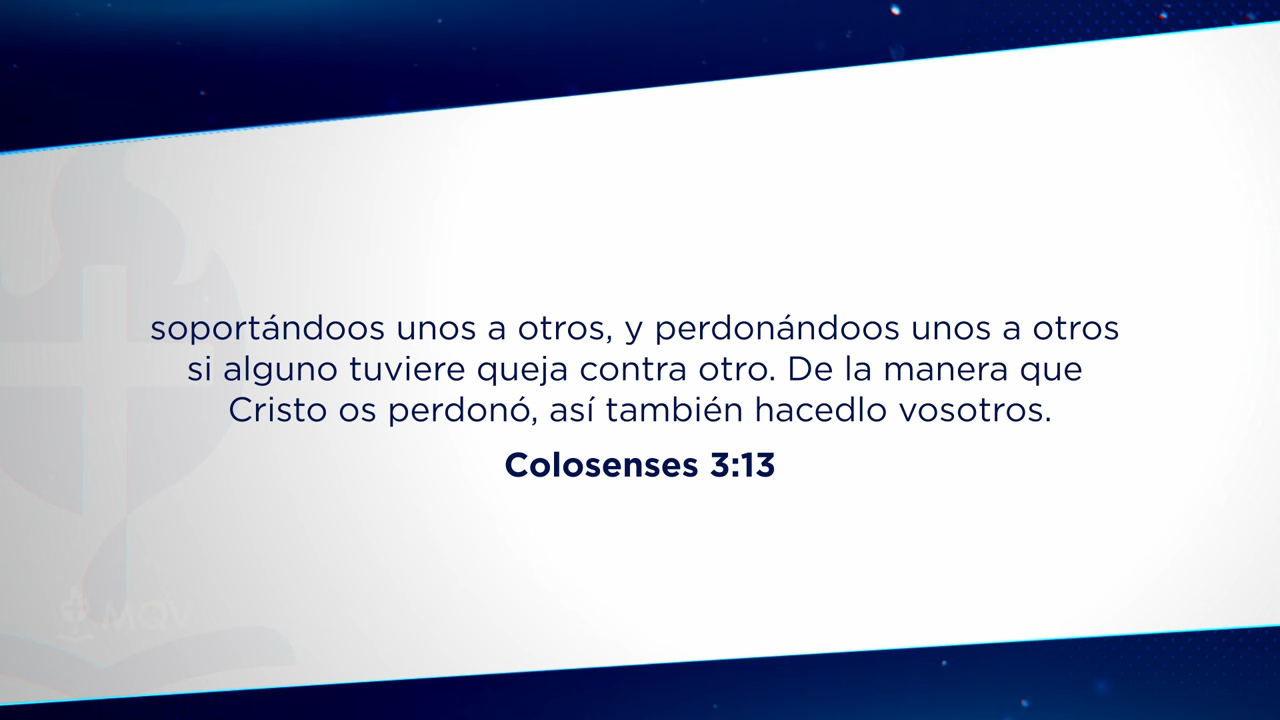 soportándoos unos a otros, y perdonándoos unos a otros
si alguno tuviere queja contra otro. De la manera que
Cristo os perdonó, así también hacedlo vosotros.
Colosenses 3:13
MQV